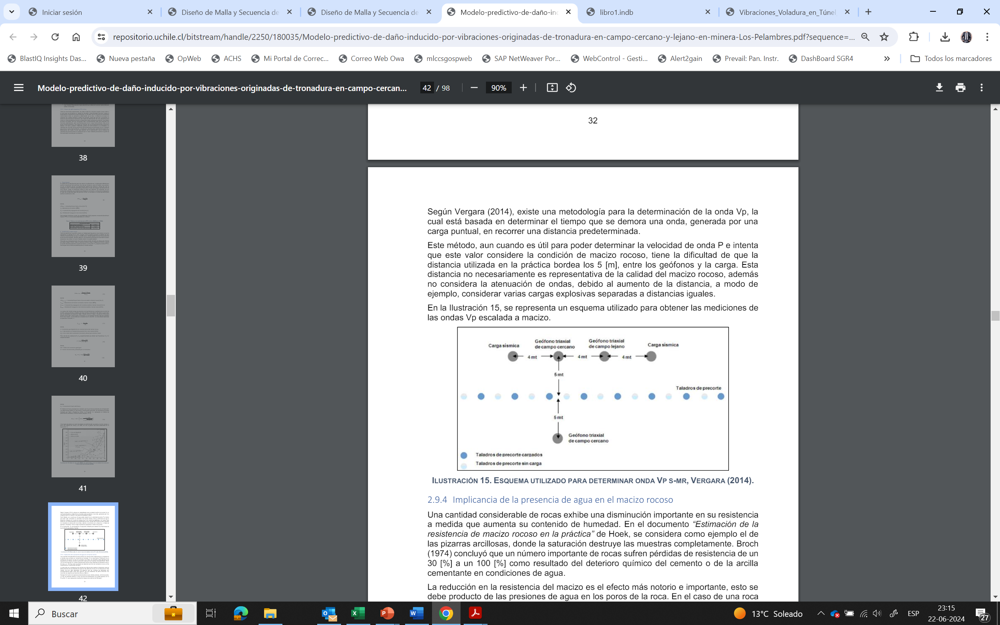 Iniciar sesión
Diseño de Malla y Secuencia de
Diseño de Malla y Secuencia de
Modelo-predictivo-de-daño-ind
libro1.indb
Vibraciones_Voladura_en_Túnel
repositorio.uchile.cl/bitstream/handle/2250/180035/Modelo-predictivo-de-daño-inducido-por-vibraciones-originadas-de-tronadura-en-campo-cercano-y-lejano-en-minera-Los-Pelambres.pdf?sequence=...
BlastIQ Insights Das...
Nueva pestaña
OpWeb
ACHS
Mi Portal de Correc...
Correo Web Owa
mlccsgospweb
SAP NetWeaver Por...
WebControl - Gesti...
Alert2gain
Prevail: Pan. Instr.
DashBoard SGR4
»
Todos los marcadores
Modelo-predictivo-de-daño-inducido-por-vibraciones-originadas-de-tronadura-en-campo-cercan...
42 / 98
90%
38
39
40
41
42
32
Según Vergara (2014), existe una metodología para la determinación de la onda Vp, la
cual está basada en determinar el tiempo que se demora una onda, generada por una
carga puntual, en recorrer una distancia predeterminada.
Este método, aun cuando es útil para poder determinar la velocidad de onda P e intenta
que este valor considere la condición de macizo rocoso, tiene la dificultad de que la
distancia utilizada en la práctica bordea los 5 [m], entre los geófonos y la carga. Esta
distancia no necesariamente es representativa de la calidad del macizo rocoso, además
no considera la atenuación de ondas, debido al aumento de la distancia, a modo de
ejemplo, considerar varias cargas explosivas separadas a distancias iguales.
En la Ilustración 15, se representa un esquema utilizado para obtener las mediciones de
las ondas Vp escalada a macizo.
Carga sismica
Geófono triaxial
de campo cercano
Geófono triaxial
de campo lejano
Carga sismica
4 mt
4 mt
4 mt
5 mt
Taladros de precorte
5 mt
Geófono triaxial
de campo cercano
Taladros de precorte cargados
Taladros de precorte sin carga
ILUSTRACIÓN 15. ESQUEMA UTILIZADO PARA DETERMINAR ONDA VP S-MR, VERGARA (2014).
2.9.4 Implicancia de la presencia de agua en el macizo rocoso
Una cantidad considerable de rocas exhibe una disminución importante en su resistencia
a medida que aumenta su contenido de humedad. En el documento “Estimación de la
resistencia de macizo rocoso en la práctica” de Hoek, se considera como ejemplo el de
las pizarras arcillosas, donde la saturación destruye las muestras completamente. Broch
(1974) concluyó que un número importante de rocas sufren pérdidas de resistencia de un
30 [%] a un 100 [%] como resultado del deterioro químico del cemento o de la arcilla
cementante en condiciones de agua.
La reducción en la resistencia del macizo es el efecto más notorio e importante, esto se
debe producto de las presiones de agua en los poros de la roca. En el caso de una roca
Buscar
13°C Soleado
ESP
23:15
22-06-2024
27